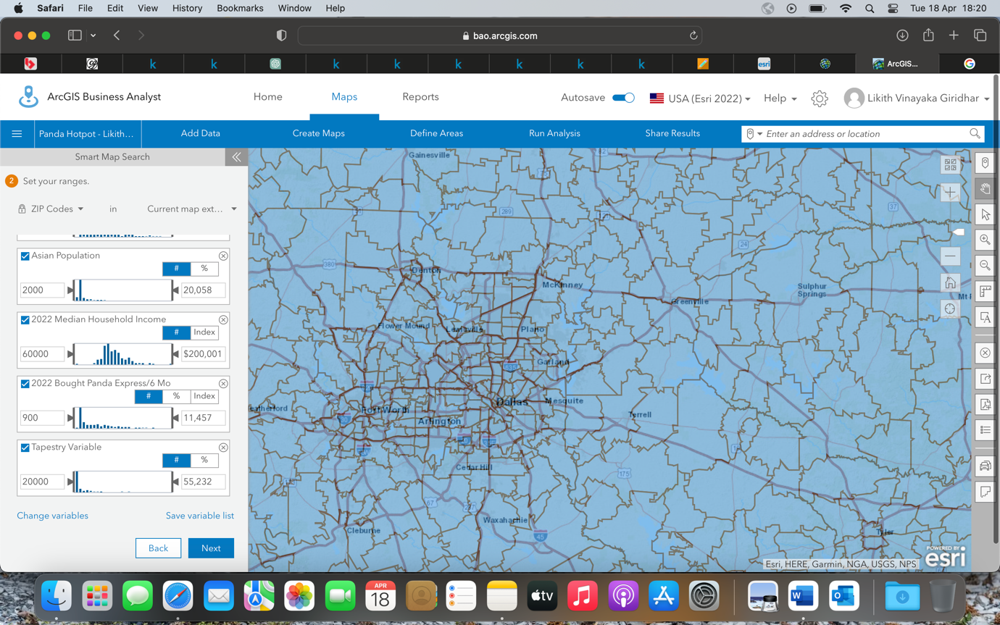 Safari File Edit View History Bookmarks Window Help Tue 18 Apr 18:20
bao.arcgis.com
k k esri k k k k k k ArcGIS...
ArcGIS Business Analyst Home Maps Reports Autosave USA (Esri 2022) Help Likith Vinayaka Giridhar
Panda Hotpot - Likith... Add Data Create Maps Define Areas Run Analysis Share Results Enter an address or location
Smart Map Search
2 Set your ranges.
ZIP Codes in Current map ext...
Asian Population
# %
2000 20,058
2022 Median Household Income
# Index
60000 $200,001
2022 Bought Panda Express/6 Mo
# % Index
900 11,457
Tapestry Variable
# %
20000 55,232
Change variables Save variable list
Back Next
Gainesville
82
289
121
37
24
380
Denton
McKinney
Sulphur
Springs
Greenville
Flower Mound
Lewisville
Plano
Garland
Dallas
Mesquite
Fort Worth
Arlington
Terrell
Cedar Hill
175
67
Waxahachie
Cleburne
45
Tyler
POWERED BY
esri
Esri, HERE, Garmin, NGA, USGS, NPS
APR
18
tv
W